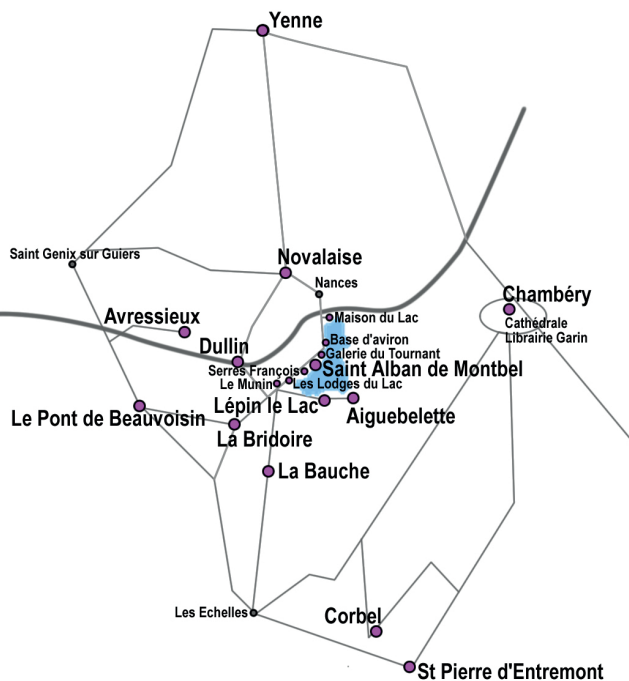 Yenne
Saint Genix sur Guiers
Novalaise
Nances
Chambéry
Cathédrale
Librairie Garin
Avressieux
Maison du Lac
Dullin
Base d'aviron
Galerie du Tournant
Serres François
Saint Alban de Montbel
Le Munin
Les Lodges du Lac
Lépin le Lac
Aiguebelette
Le Pont de Beauvoisin
La Bridoire
La Bauche
Les Echelles
Corbel
St Pierre d'Entremont